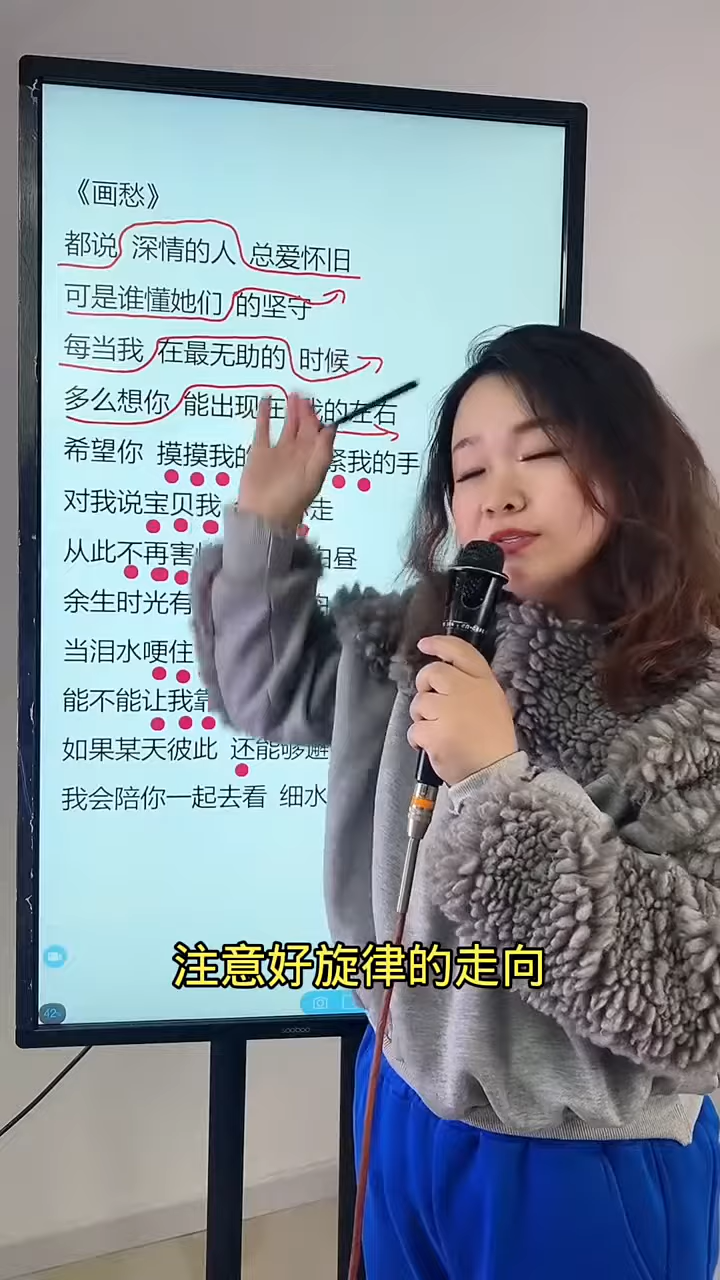 《画愁》
都说 深情的人 总爱怀旧
可是谁懂她们 的坚守
每当我 在最无助的 时候
多么想你 能出现在 我的左右
希望你 摸摸我的 紧我的手
对我说宝贝我 走
从此不再害 白昼
余生时光有
当泪水哽住
能不能让我靠
如果某天彼此 还能够避
我会陪你一起去看 细水
注意好旋律的走向
42
sooboo